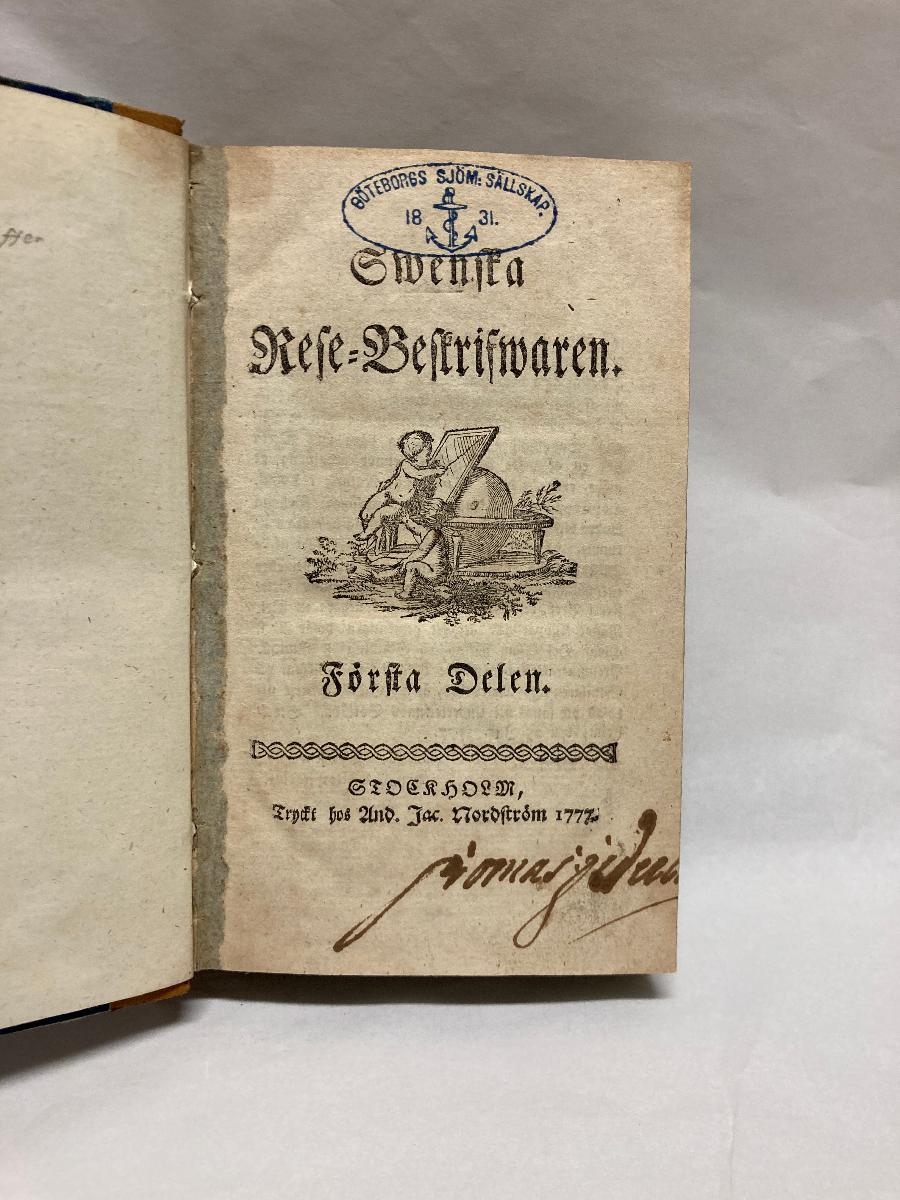 GÖTEBORGS SJÖM: SÄLLSKAP.
18 31.
Swenska
Rese-Beskrifwaren.
Första Delen.
STOCKHOLM,
Tryckt hos And. Jac. Nordström 1777.